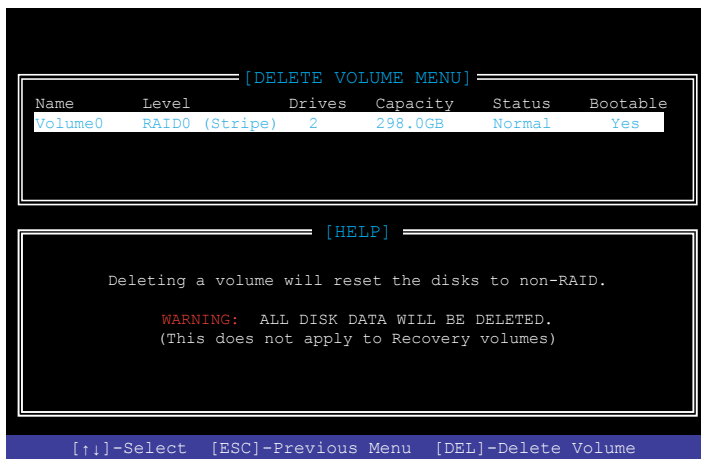 [DELETE VOLUME MENU]
Name Level Drives Capacity Status Bootable
Volume0 RAID0 (Stripe) 2 298.0GB Normal Yes
[HELP]
Deleting a volume will reset the disks to non-RAID.
WARNING: ALL DISK DATA WILL BE DELETED.
(This does not apply to Recovery volumes)
[↑↓]-Select [ESC]-Previous Menu [DEL]-Delete Volume